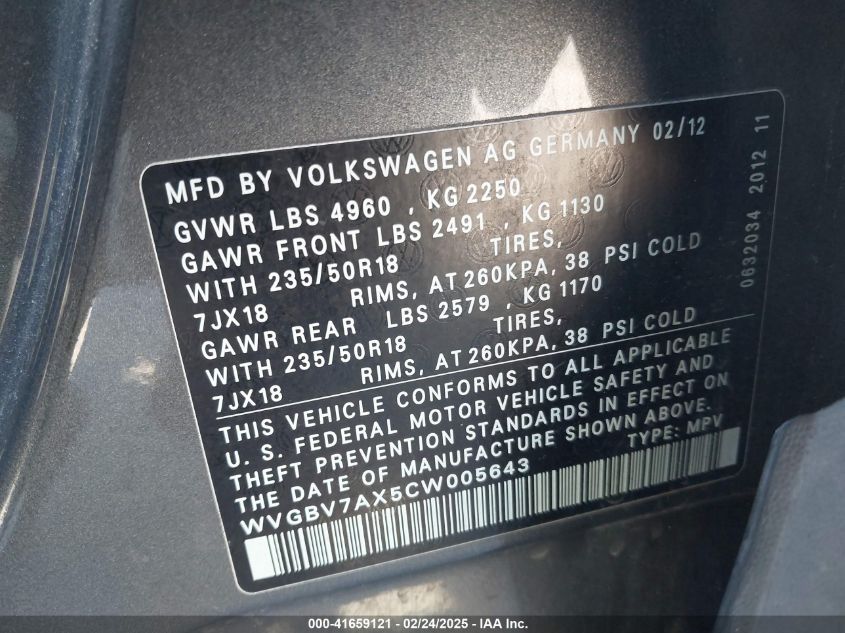 MFD BY VOLKSWAGEN AG GERMANY 02/12
GVWR LBS 4960 , KG 2250
GAWR FRONT LBS 2491 , KG 1130
WITH 235/50R18 TIRES,
7JX18 RIMS, AT 260KPA, 38 PSI COLD
GAWR REAR LBS 2579 , KG 1170
WITH 235/50R18 TIRES,
7JX18 RIMS, AT 260KPA, 38 PSI COLD
THIS VEHICLE CONFORMS TO ALL APPLICABLE
U. S. FEDERAL MOTOR VEHICLE SAFETY AND
THEFT PREVENTION STANDARDS IN EFFECT ON
THE DATE OF MANUFACTURE SHOWN ABOVE.
WVGBV7AX5CW005643 TYPE: MPV
0632034 2012 11
000-41659121 - 02/24/2025 - IAA Inc.